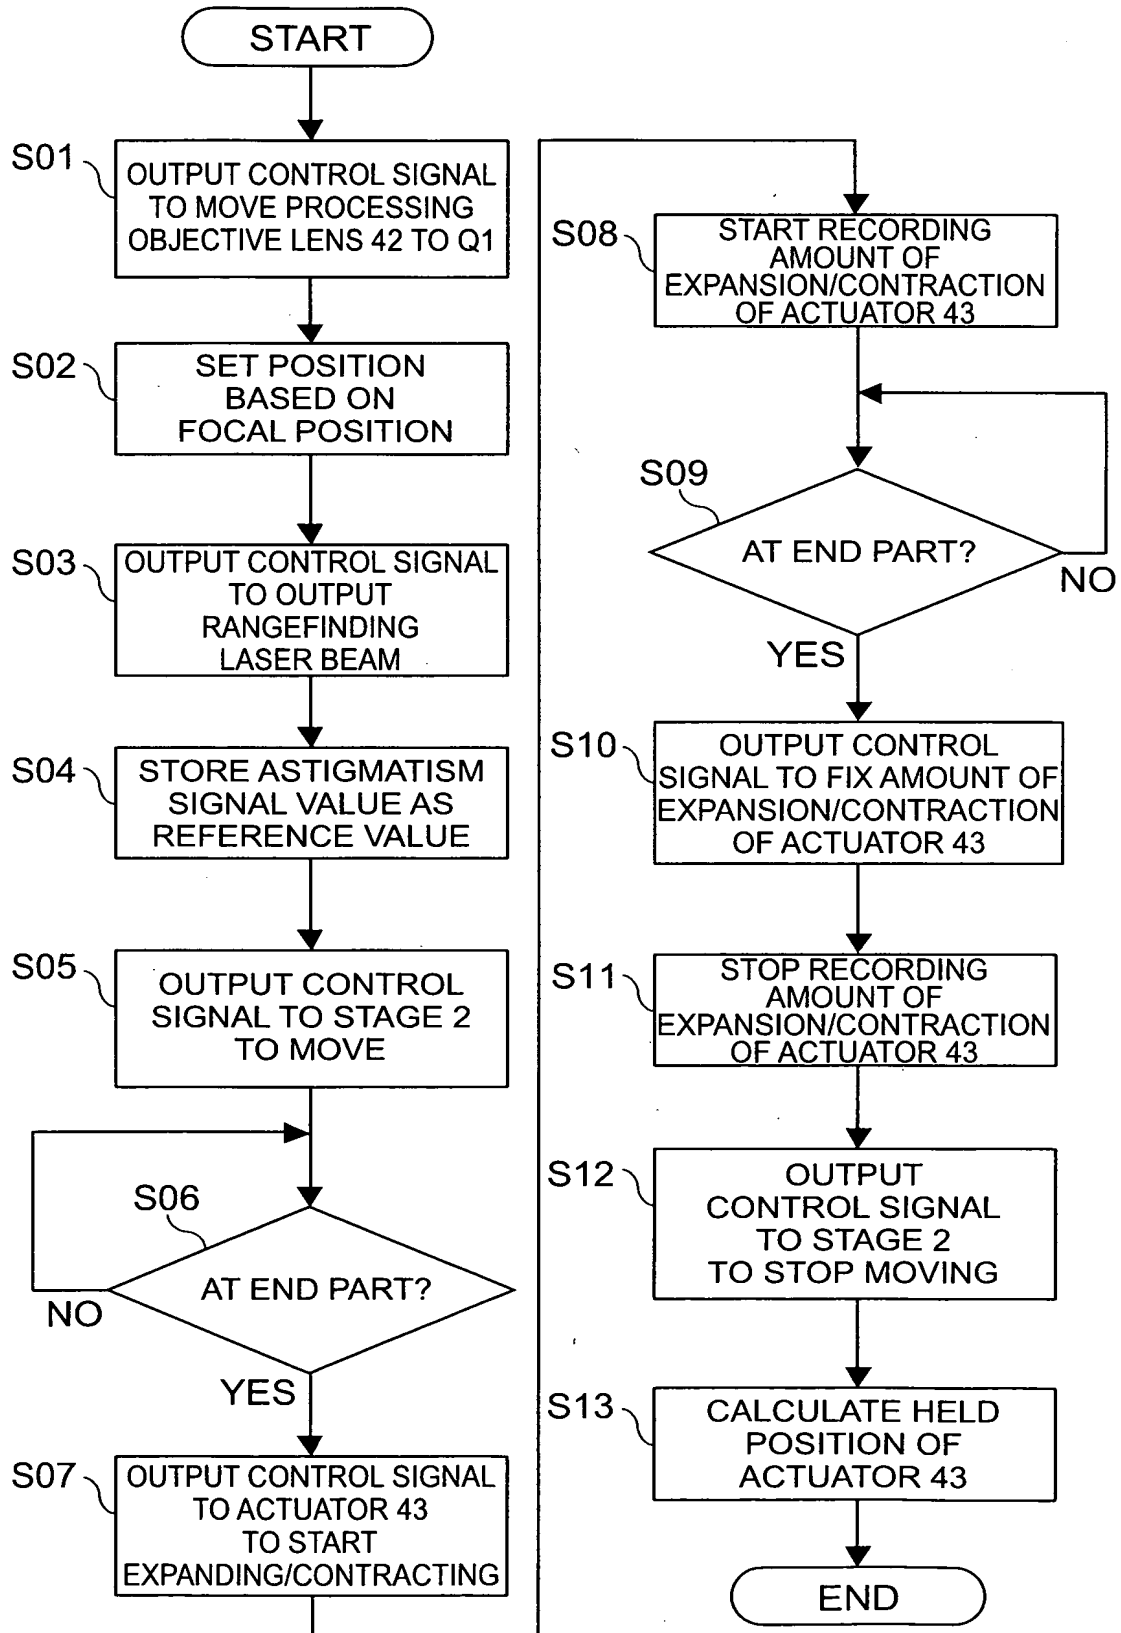 START
S01
OUTPUT CONTROL SIGNAL
TO MOVE PROCESSING
OBJECTIVE LENS 42 TO Q1
S02
SET POSITION
BASED ON
FOCAL POSITION
S03
OUTPUT CONTROL SIGNAL
TO OUTPUT
RANGEFINDING
LASER BEAM
S04
STORE ASTIGMATISM
SIGNAL VALUE AS
REFERENCE VALUE
S05
OUTPUT CONTROL
SIGNAL TO STAGE 2
TO MOVE
S06
AT END PART?
NO
YES
S07
OUTPUT CONTROL SIGNAL
TO ACTUATOR 43
TO START
EXPANDING/CONTRACTING
S08
START RECORDING
AMOUNT OF
EXPANSION/CONTRACTION
OF ACTUATOR 43
S09
AT END PART?
NO
YES
S10
OUTPUT CONTROL
SIGNAL TO FIX AMOUNT OF
EXPANSION/CONTRACTION
OF ACTUATOR 43
S11
STOP RECORDING
AMOUNT OF
EXPANSION/CONTRACTION
OF ACTUATOR 43
S12
OUTPUT
CONTROL SIGNAL
TO STAGE 2
TO STOP MOVING
S13
CALCULATE HELD
POSITION OF
ACTUATOR 43
END